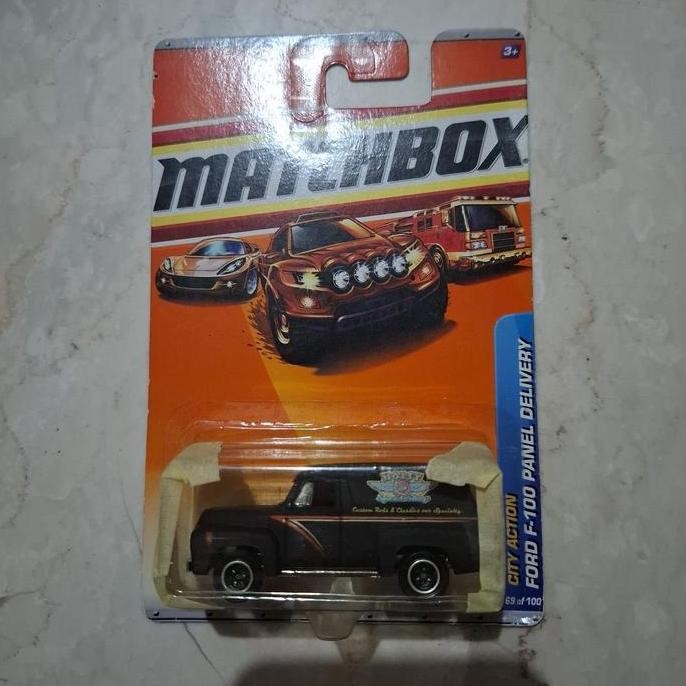 3+
MATCHBOX
CITY ACTION
FORD F-100 PANEL DELIVERY
69 of 100
Custom Rods & Classics our Specialty